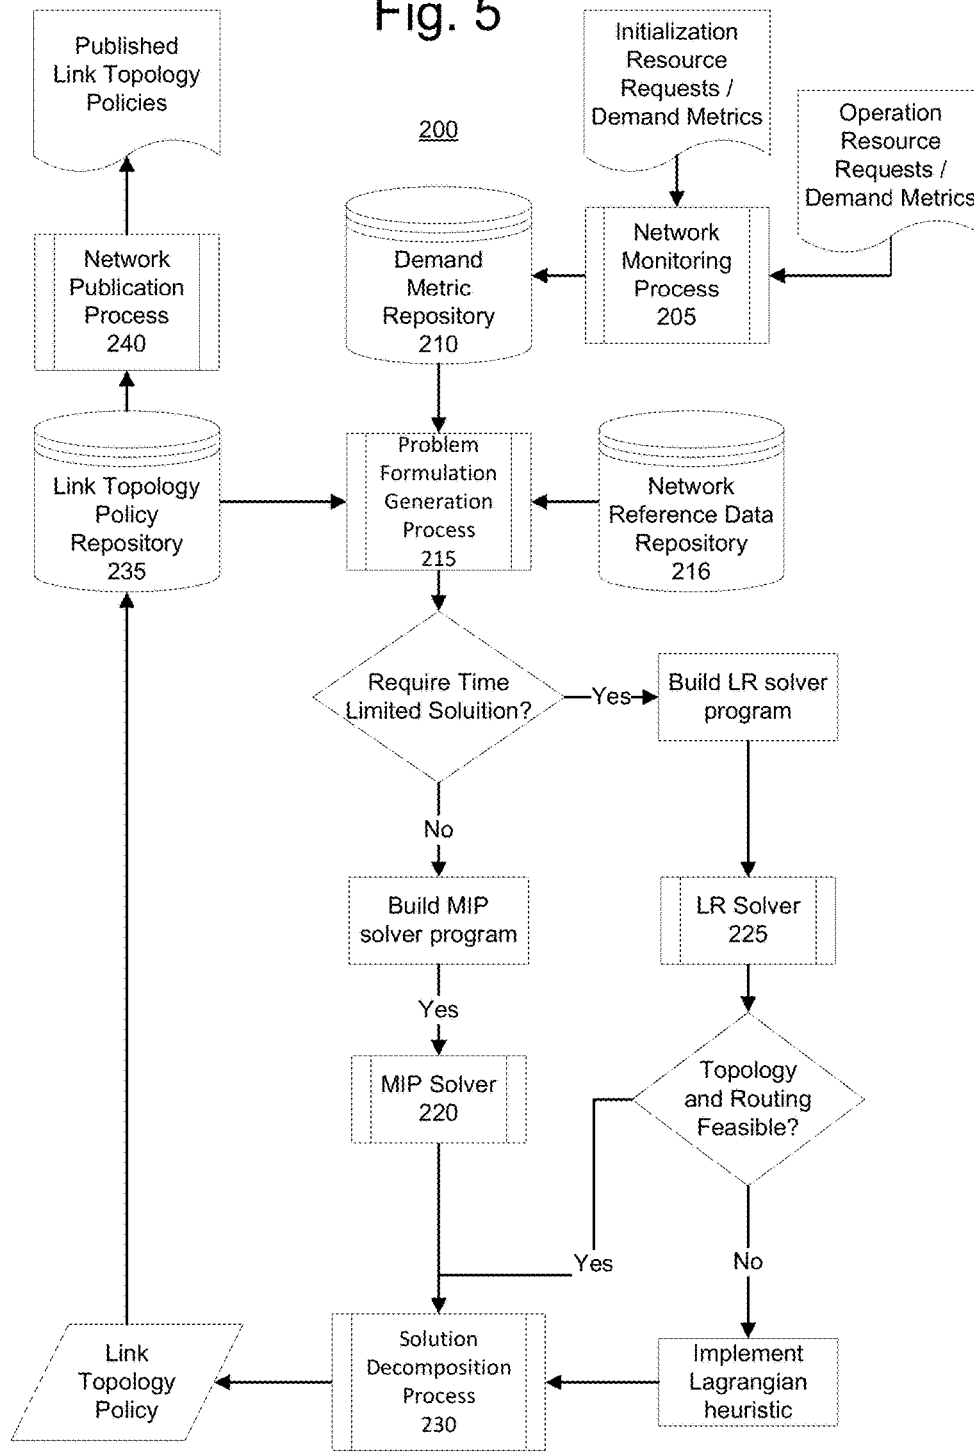 Fig. 5
Published
Link Topology
Policies
Initialization
Resource
Requests /
Demand Metrics
200
Operation
Resource
Requests /
Demand Metrics
Network
Publication
Process
240
Demand
Metric
Repository
210
Network
Monitoring
Process
205
Link Topology
Policy
Repository
235
Problem
Formulation
Generation
Process
215
Network
Reference Data
Repository
216
Require Time
Limited Soluition?
Yes
Build LR solver
program
No
Build MIP
solver program
LR Solver
225
Yes
MIP Solver
220
Topology
and Routing
Feasible?
Yes
No
Link
Topology
Policy
Solution
Decomposition
Process
230
Implement
Lagrangian
heuristic